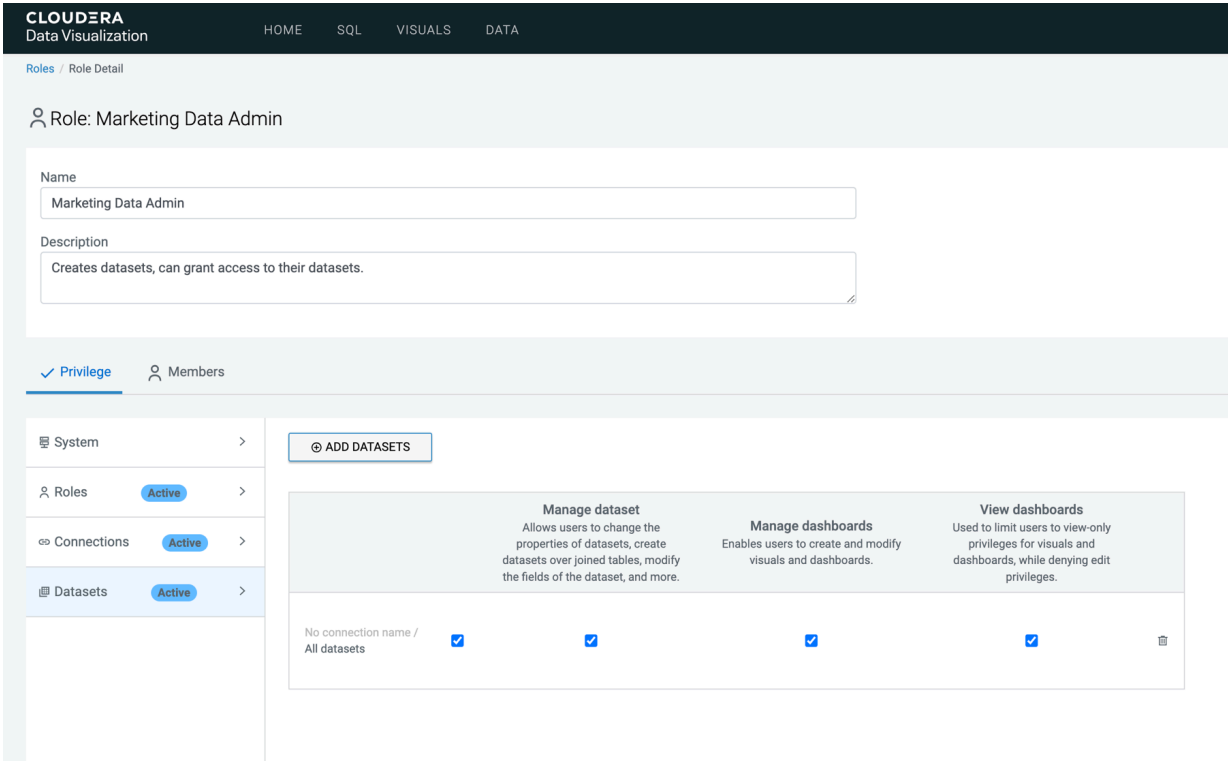 CLOUDERA
Data Visualization
HOME SQL VISUALS DATA
Roles / Role Detail
Role: Marketing Data Admin
Name
Marketing Data Admin
Description
Creates datasets, can grant access to their datasets.
Privilege Members
System
Roles Active
Connections Active
Datasets Active
ADD DATASETS
Manage dataset
Allows users to change the
properties of datasets, create
datasets over joined tables, modify
the fields of the dataset, and more.
Manage dashboards
Enables users to create and modify
visuals and dashboards.
View dashboards
Used to limit users to view-only
privileges for visuals and
dashboards, while denying edit
privileges.
No connection name /
All datasets